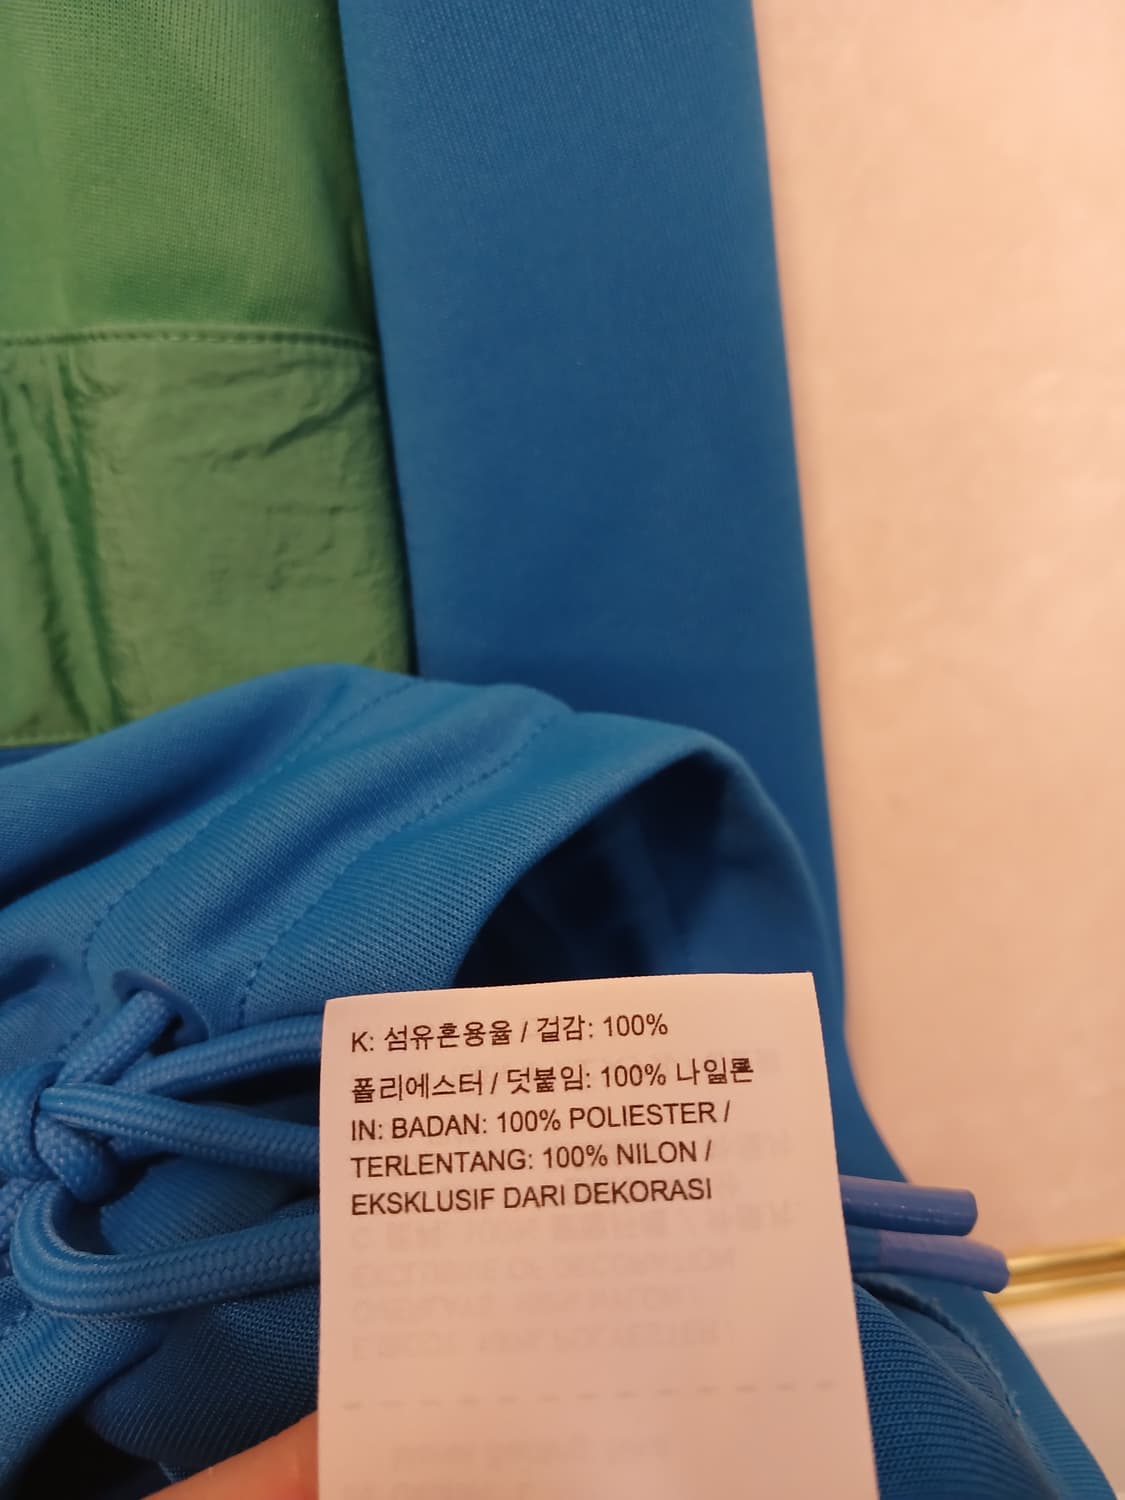 K: 섬유혼용율 / 겉감: 100%
폴리에스터 / 덧붙임: 100% 나일론
IN: BADAN: 100% POLIESTER /
TERLENTANG: 100% NILON /
EKSKLUSIF DARI DEKORASI